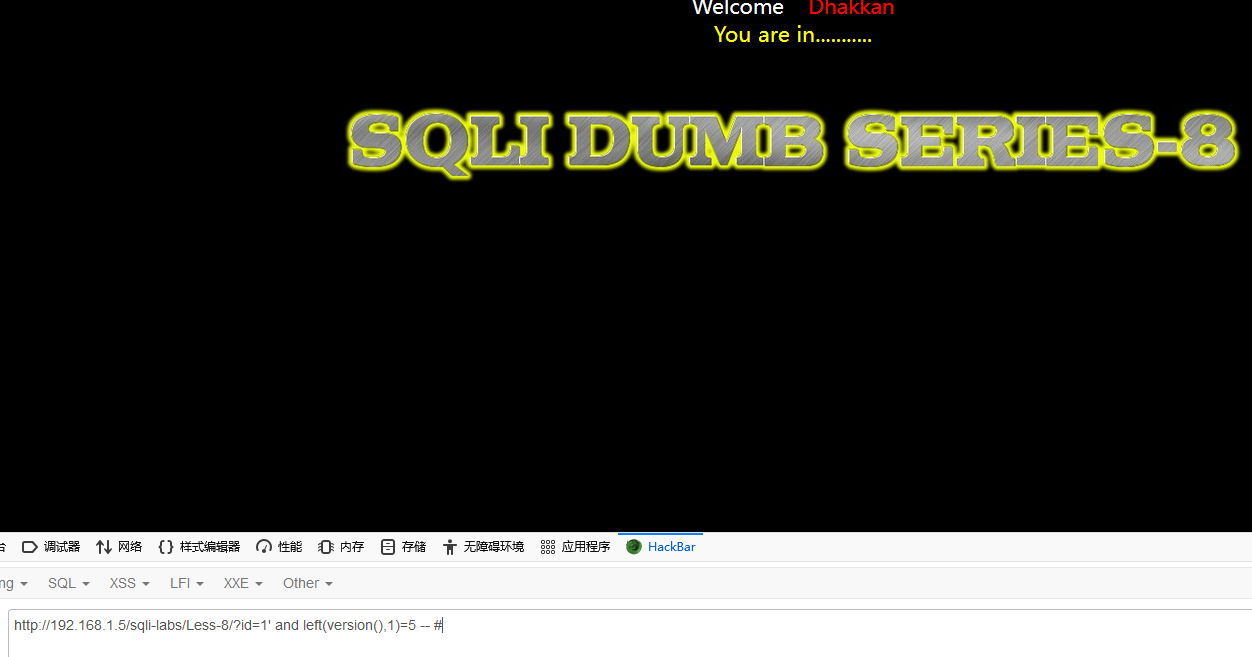 Welcome Dhakkan
You are in...........
SQLI DUMB SERIES-8
调试器 网络 样式编辑器 性能 内存 存储 无障碍环境 应用程序 HackBar
ng SQL XSS LFI XXE Other
http://192.168.1.5/sqli-labs/Less-8/?id=1' and left(version(),1)=5 -- #